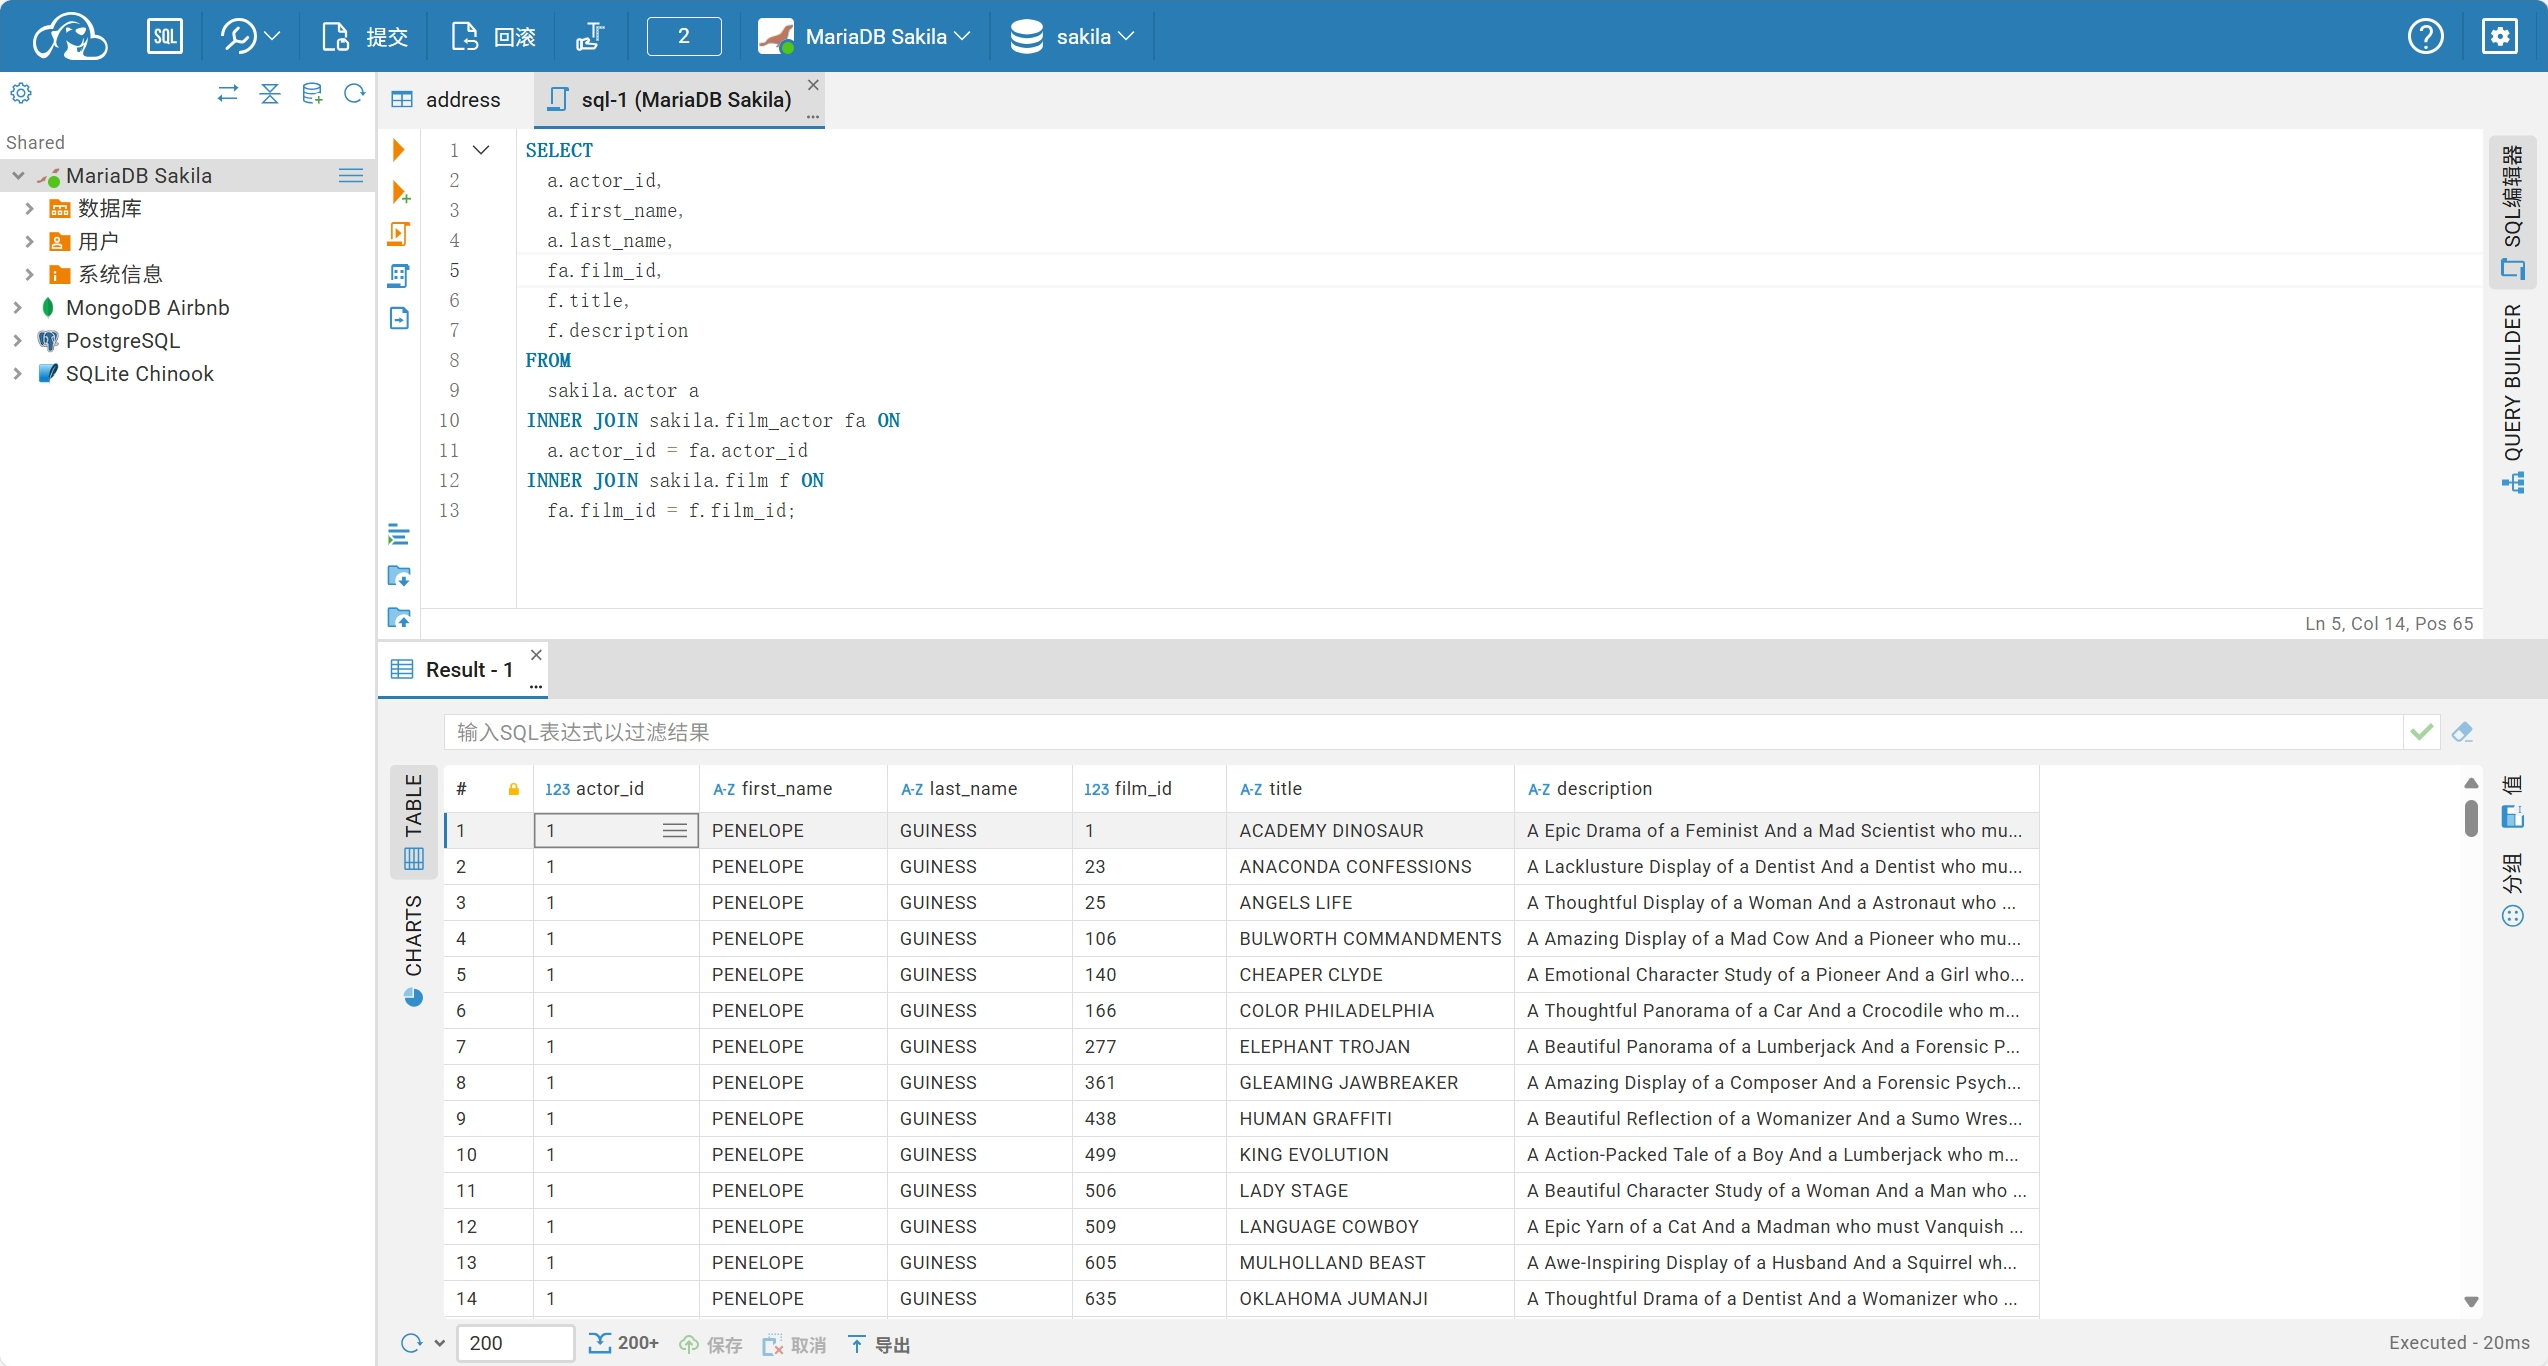 SQL 提交 回滚 2 MariaDB Sakila sakila
Shared
MariaDB Sakila
数据库
用户
系统信息
MongoDB Airbnb
PostgreSQL
SQLite Chinook
address sql-1 (MariaDB Sakila)
1 SELECT
2 a.actor_id,
3 a.first_name,
4 a.last_name,
5 fa.film_id,
6 f.title,
7 f.description
8 FROM
9 sakila.actor a
10 INNER JOIN sakila.film_actor fa ON
11 a.actor_id = fa.actor_id
12 INNER JOIN sakila.film f ON
13 fa.film_id = f.film_id;
Ln 5, Col 14, Pos 65
SQL编辑器
QUERY BUILDER
Result - 1
输入SQL表达式以过滤结果
TABLE
CHARTS
# 123 actor_id A-Z first_name A-Z last_name 123 film_id A-Z title A-Z description
1 1 PENELOPE GUINESS 1 ACADEMY DINOSAUR A Epic Drama of a Feminist And a Mad Scientist who mu...
2 1 PENELOPE GUINESS 23 ANACONDA CONFESSIONS A Lacklusture Display of a Dentist And a Dentist who mu...
3 1 PENELOPE GUINESS 25 ANGELS LIFE A Thoughtful Display of a Woman And a Astronaut who ...
4 1 PENELOPE GUINESS 106 BULWORTH COMMANDMENTS A Amazing Display of a Mad Cow And a Pioneer who mu...
5 1 PENELOPE GUINESS 140 CHEAPER CLYDE A Emotional Character Study of a Pioneer And a Girl who...
6 1 PENELOPE GUINESS 166 COLOR PHILADELPHIA A Thoughtful Panorama of a Car And a Crocodile who m...
7 1 PENELOPE GUINESS 277 ELEPHANT TROJAN A Beautiful Panorama of a Lumberjack And a Forensic P...
8 1 PENELOPE GUINESS 361 GLEAMING JAWBREAKER A Amazing Display of a Composer And a Forensic Psych...
9 1 PENELOPE GUINESS 438 HUMAN GRAFFITI A Beautiful Reflection of a Womanizer And a Sumo Wres...
10 1 PENELOPE GUINESS 499 KING EVOLUTION A Action-Packed Tale of a Boy And a Lumberjack who m...
11 1 PENELOPE GUINESS 506 LADY STAGE A Beautiful Character Study of a Woman And a Man who ...
12 1 PENELOPE GUINESS 509 LANGUAGE COWBOY A Epic Yarn of a Cat And a Madman who must Vanquish ...
13 1 PENELOPE GUINESS 605 MULHOLLAND BEAST A Awe-Inspiring Display of a Husband And a Squirrel wh...
14 1 PENELOPE GUINESS 635 OKLAHOMA JUMANJI A Thoughtful Drama of a Dentist And a Womanizer who ...
值
分组
200 200+ 保存 取消 导出 Executed - 20ms